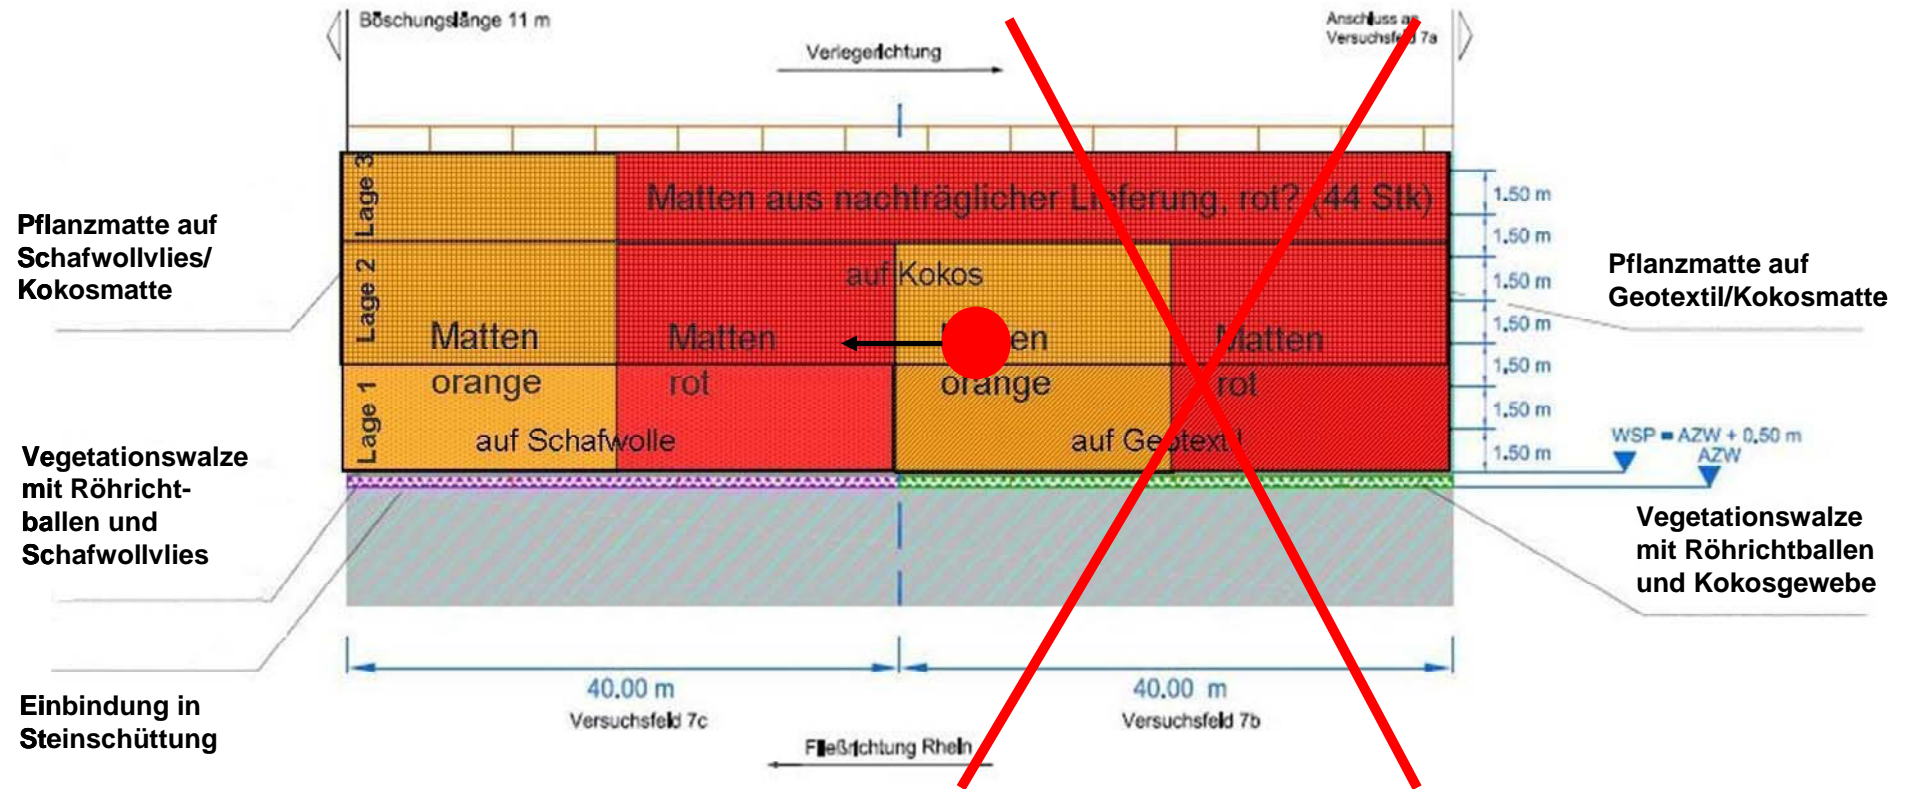 Böschungslänge 11 m
Verlegerichtung
Anschluss an
Versuchsfeld 7a
Lage 3
Matten aus nachträglicher Lieferung, rot? (44 Stk)
1.50 m
1.50 m
1.50 m
1.50 m
1.50 m
1.50 m
1.50 m
Pflanzmatte auf
Schafwollvlies/
Kokosmatte
Lage 2
auf Kokos
Matten
orange
Matten
rot
orange
Matten
rot
Pflanzmatte auf
Geotextil/Kokosmatte
Lage 1
auf Schafwolle
auf Geotextil
WSP = AZW + 0.50 m
AZW
Vegetationswalze
mit Röhricht-
ballen und
Schafwollvlies
Vegetationswalze
mit Röhrichtballen
und Kokosgewebe
Einbindung in
Steinschüttung
40.00 m
Versuchsfeld 7c
40.00 m
Versuchsfeld 7b
Fließrichtung Rhein